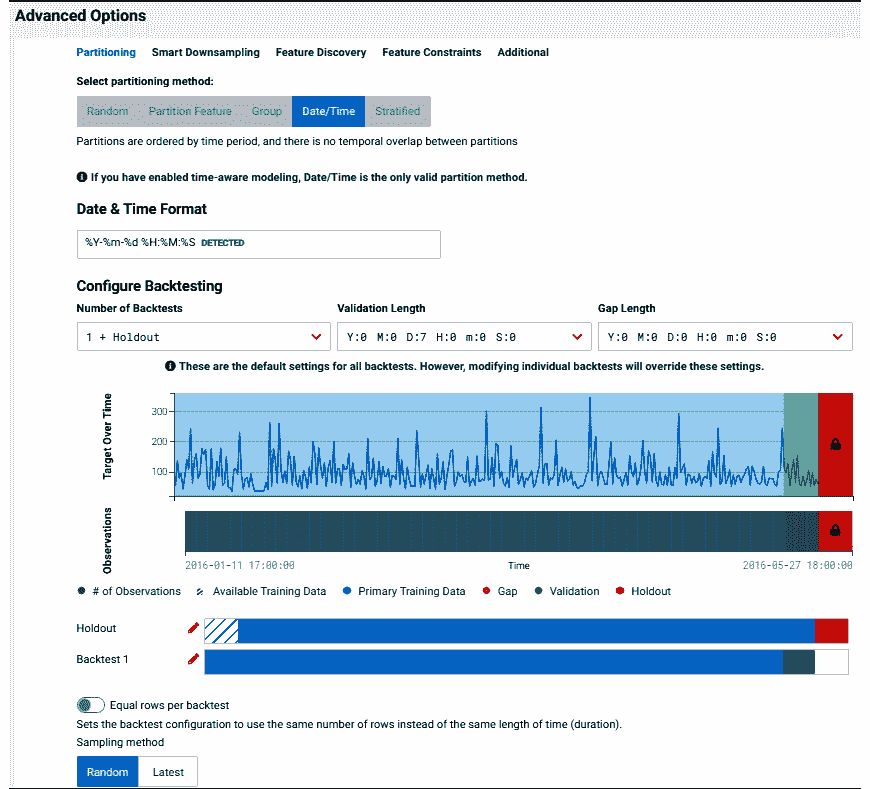 Advanced Options
Partitioning Smart Downsampling Feature Discovery Feature Constraints Additional
Select partitioning method:
Random Partition Feature Group Date/Time Stratified
Partitions are ordered by time period, and there is no temporal overlap between partitions
If you have enabled time-aware modeling, Date/Time is the only valid partition method.
Date & Time Format
%Y-%m-%d %H:%M:%S DETECTED
Configure Backtesting
Number of Backtests Validation Length Gap Length
1 + Holdout Y:0 M:0 D:7 H:0 m:0 S:0 Y:0 M:0 D:0 H:0 m:0 S:0
These are the default settings for all backtests. However, modifying individual backtests will override these settings.
Target Over Time
300
200
100
Observations
2016-01-11 17:00:00 Time 2016-05-27 18:00:00
# of Observations Available Training Data Primary Training Data Gap Validation Holdout
Holdout
Backtest 1
Equal rows per backtest
Sets the backtest configuration to use the same number of rows instead of the same length of time (duration).
Sampling method
Random Latest